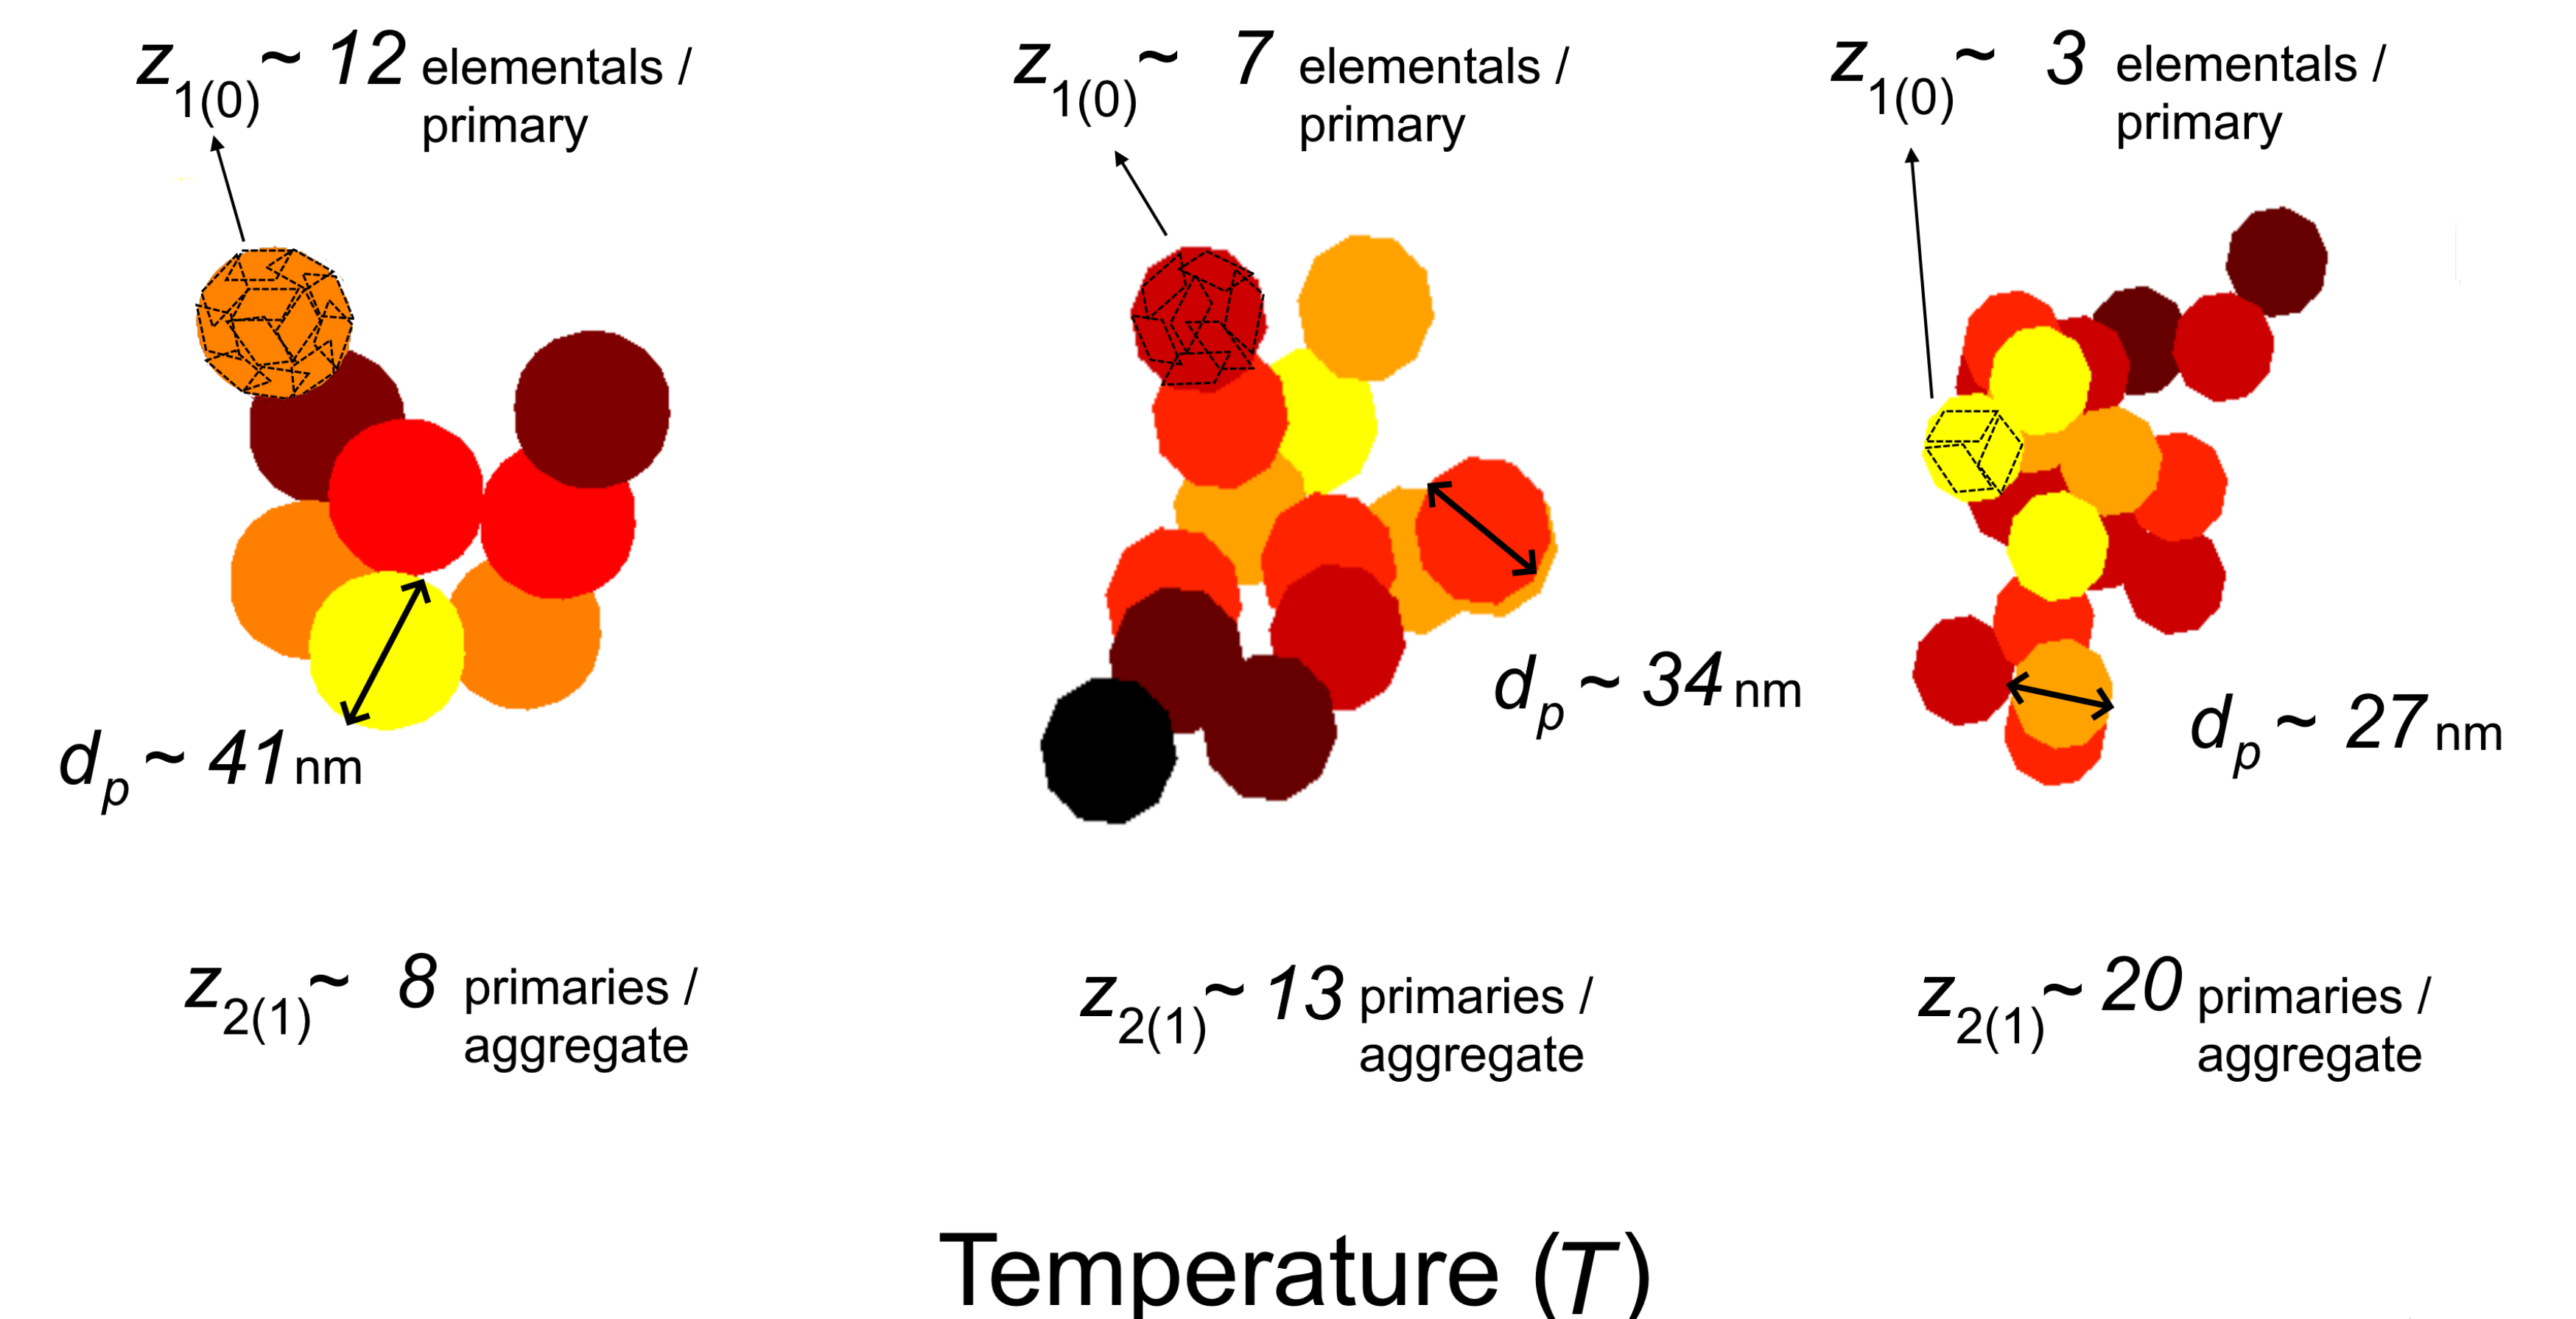 z1(0) ~ 12 elementals /
primary
z1(0) ~ 7 elementals /
primary
z1(0) ~ 3 elementals /
primary
dp ~ 41 nm
dp ~ 34 nm
dp ~ 27 nm
z2(1) ~ 8 primaries /
aggregate
z2(1) ~ 13 primaries /
aggregate
z2(1) ~ 20 primaries /
aggregate
Temperature (T)